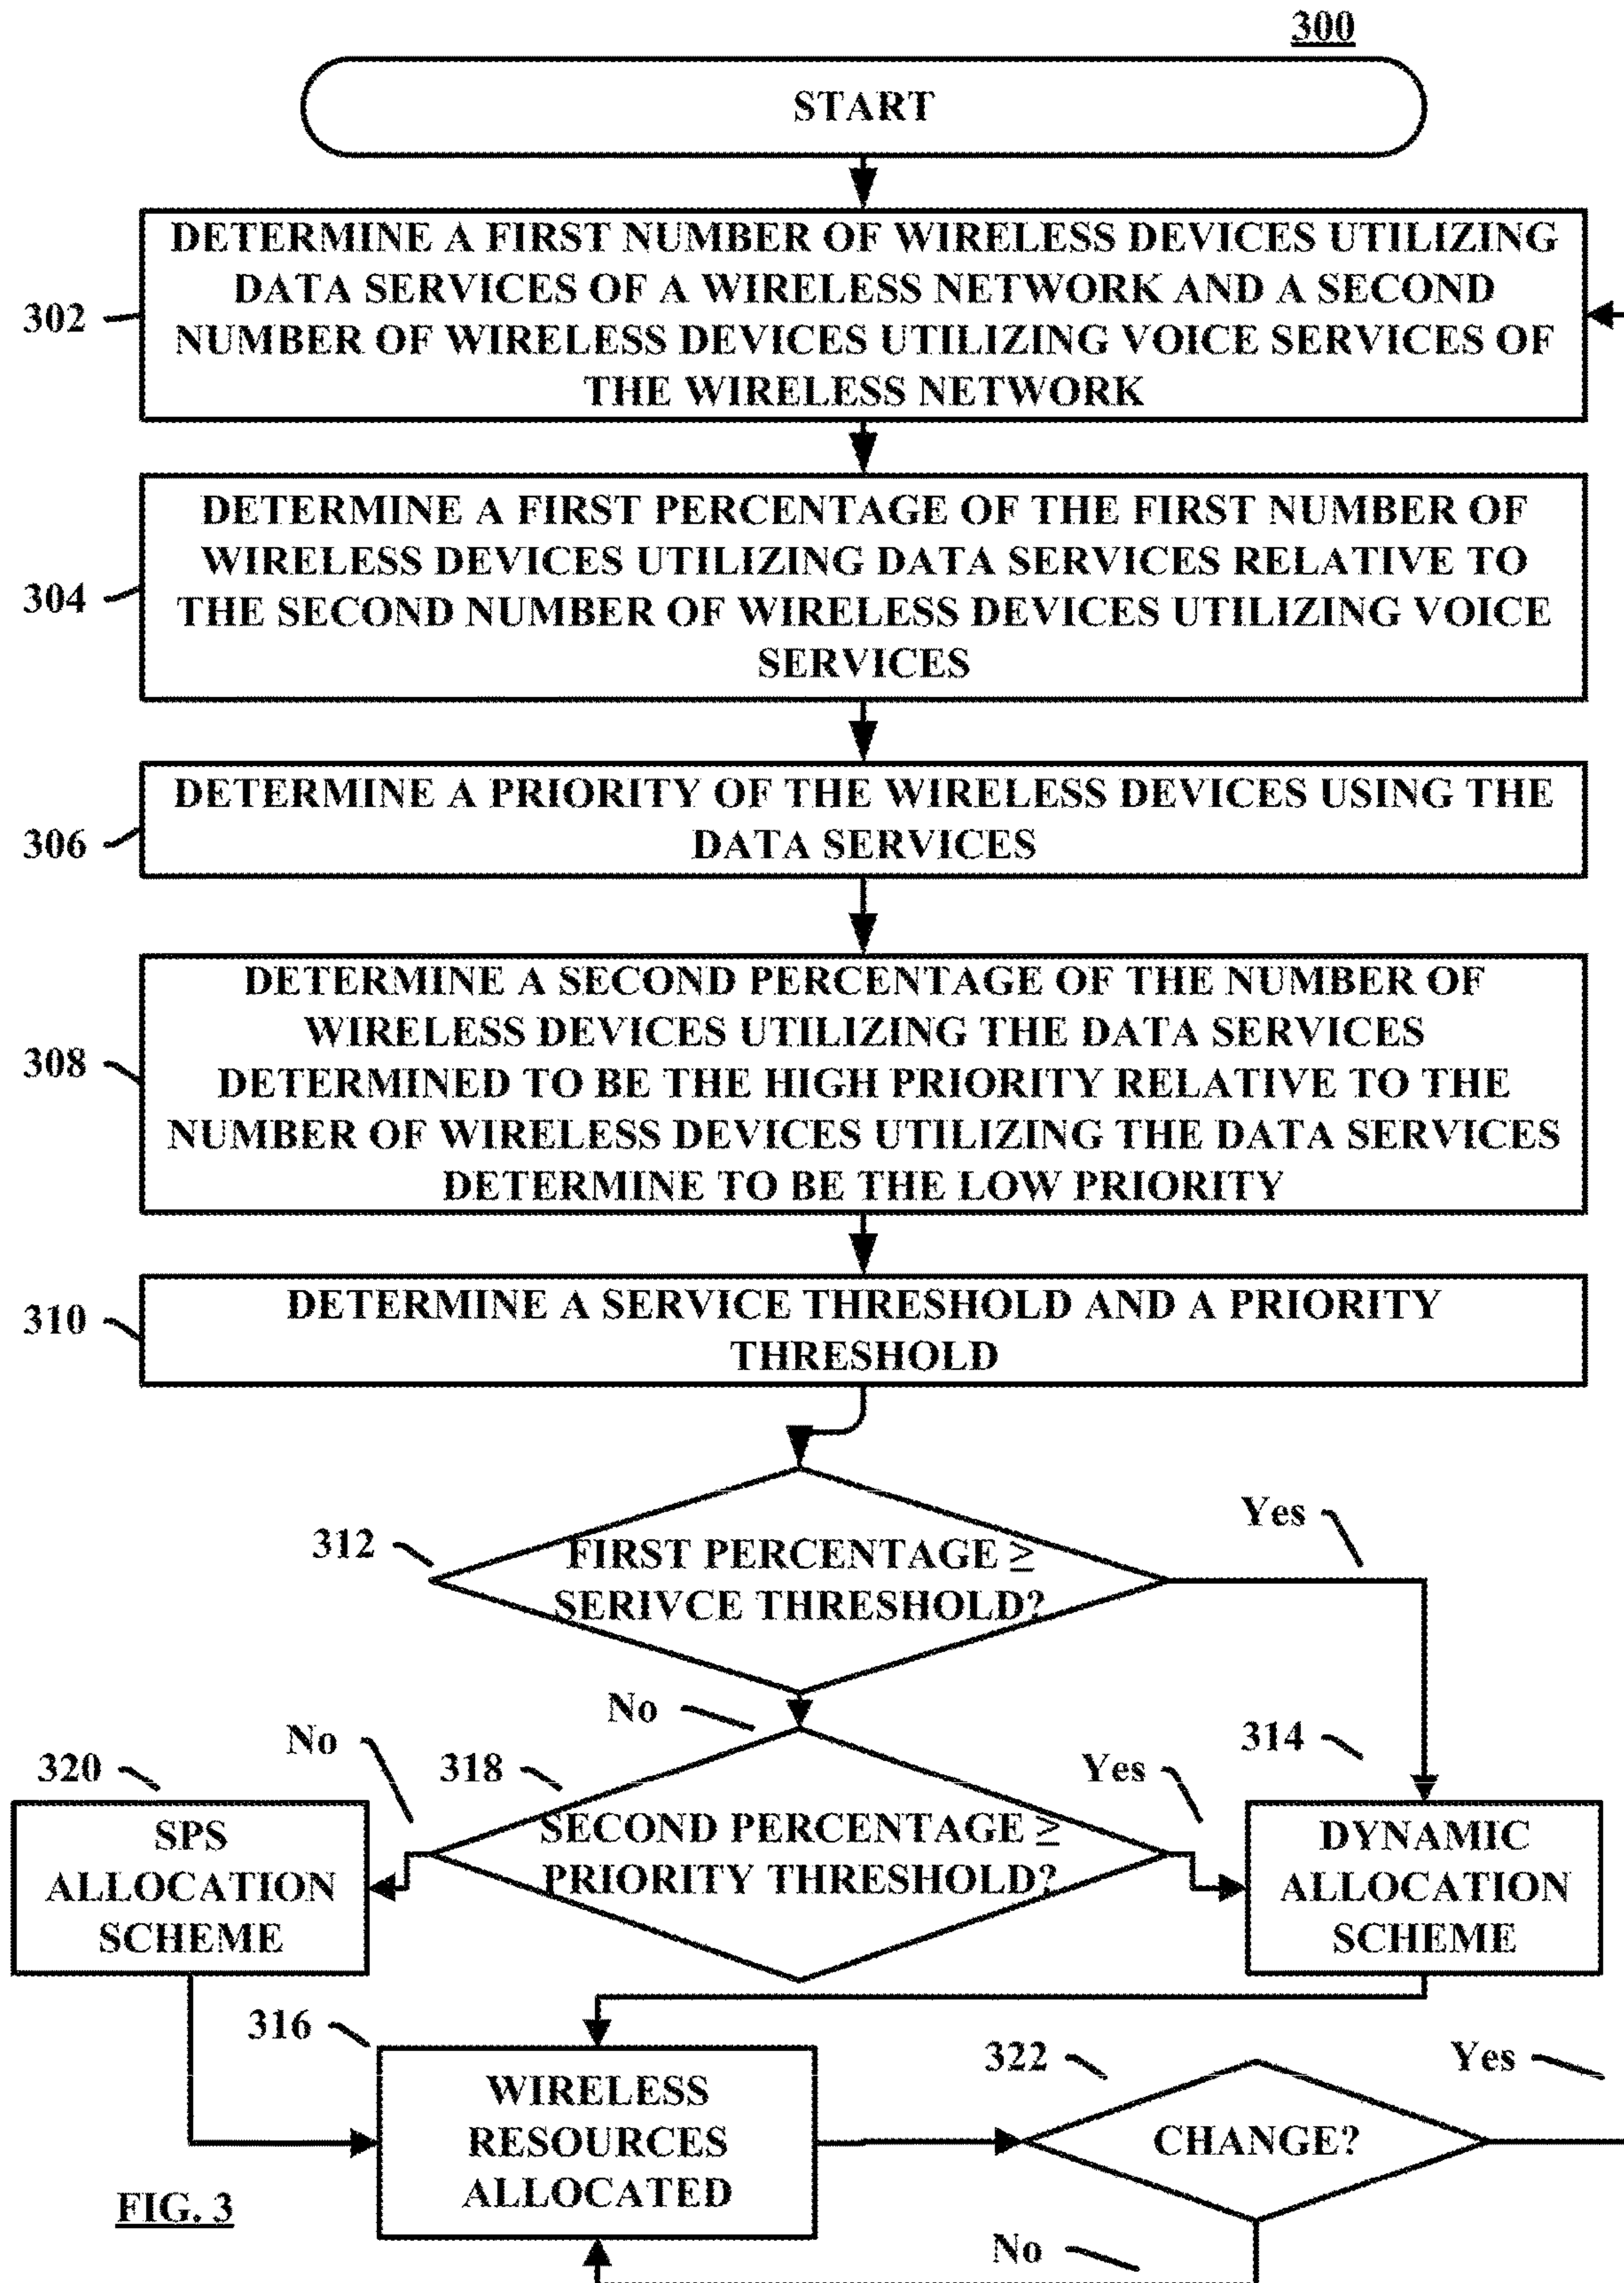 300
START
DETERMINE A FIRST NUMBER OF WIRELESS DEVICES UTILIZING
DATA SERVICES OF A WIRELESS NETWORK AND A SECOND
NUMBER OF WIRELESS DEVICES UTILIZING VOICE SERVICES OF
THE WIRELESS NETWORK
302
DETERMINE A FIRST PERCENTAGE OF THE FIRST NUMBER OF
WIRELESS DEVICES UTILIZING DATA SERVICES RELATIVE TO
THE SECOND NUMBER OF WIRELESS DEVICES UTILIZING VOICE
SERVICES
304
DETERMINE A PRIORITY OF THE WIRELESS DEVICES USING THE
DATA SERVICES
306
DETERMINE A SECOND PERCENTAGE OF THE NUMBER OF
WIRELESS DEVICES UTILIZING THE DATA SERVICES
DETERMINED TO BE THE HIGH PRIORITY RELATIVE TO THE
NUMBER OF WIRELESS DEVICES UTILIZING THE DATA SERVICES
DETERMINE TO BE THE LOW PRIORITY
308
DETERMINE A SERVICE THRESHOLD AND A PRIORITY
THRESHOLD
310
312
FIRST PERCENTAGE ≥
SERIVCE THRESHOLD?
Yes
No
No
320
318
Yes
314
SPS
ALLOCATION
SCHEME
SECOND PERCENTAGE ≥
PRIORITY THRESHOLD?
DYNAMIC
ALLOCATION
SCHEME
316
WIRELESS
RESOURCES
ALLOCATED
322
CHANGE?
Yes
No
FIG. 3